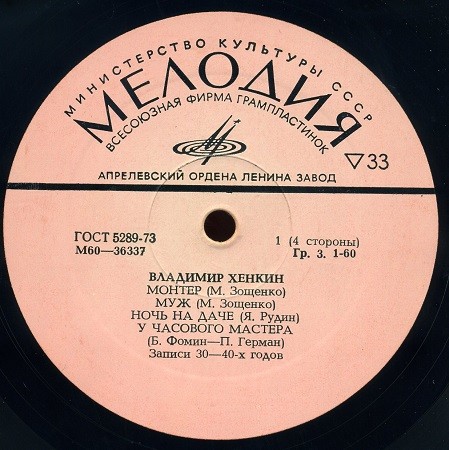 МИНИСТЕРСТВО КУЛЬТУРЫ СССР
МЕЛОДИЯ
ВСЕСОЮЗНАЯ ФИРМА ГРАМПЛАСТИНОК
▽33
АПРЕЛЕВСКИЙ ОРДЕНА ЛЕНИНА ЗАВОД
ГОСТ 5289-73
М60—36337
1 (4 стороны)
Гр. 3. 1-60
ВЛАДИМИР ХЕНКИН
МОНТЕР (М. Зощенко)
МУЖ (М. Зощенко)
НОЧЬ НА ДАЧЕ (Я. Рудин)
У ЧАСОВОГО МАСТЕРА
(Б. Фомин—П. Герман)
Записи 30—40-х годов